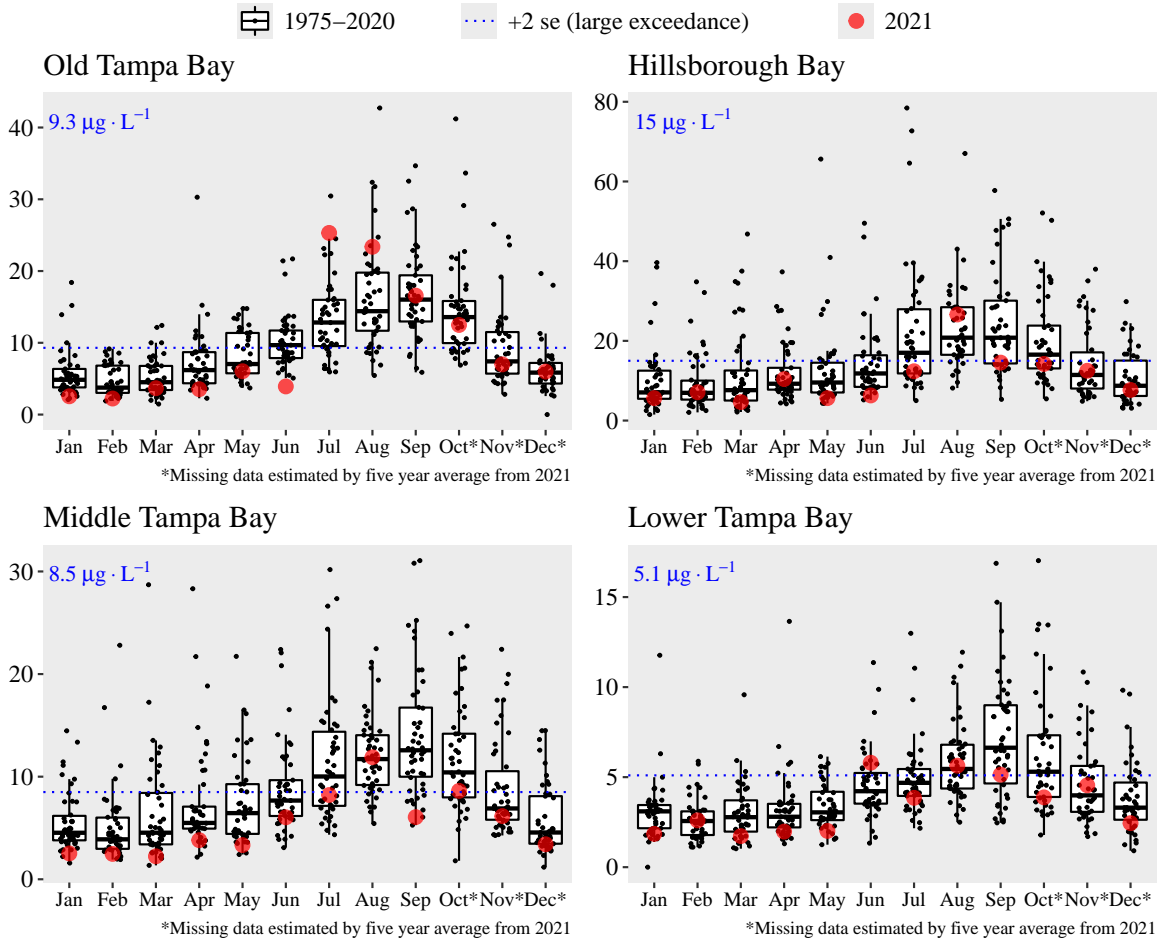 1975−2020 +2 se (large exceedance) 2021
Old Tampa Bay
9.3 μg · L−1
40
30
20
10
0
Jan Feb Mar Apr May Jun Jul Aug Sep Oct* Nov* Dec*
*Missing data estimated by five year average from 2021
Hillsborough Bay
15 μg · L−1
80
60
40
20
0
Jan Feb Mar Apr May Jun Jul Aug Sep Oct* Nov* Dec*
*Missing data estimated by five year average from 2021
Middle Tampa Bay
8.5 μg · L−1
30
20
10
0
Jan Feb Mar Apr May Jun Jul Aug Sep Oct* Nov* Dec*
*Missing data estimated by five year average from 2021
Lower Tampa Bay
5.1 μg · L−1
15
10
5
0
Jan Feb Mar Apr May Jun Jul Aug Sep Oct* Nov* Dec*
*Missing data estimated by five year average from 2021